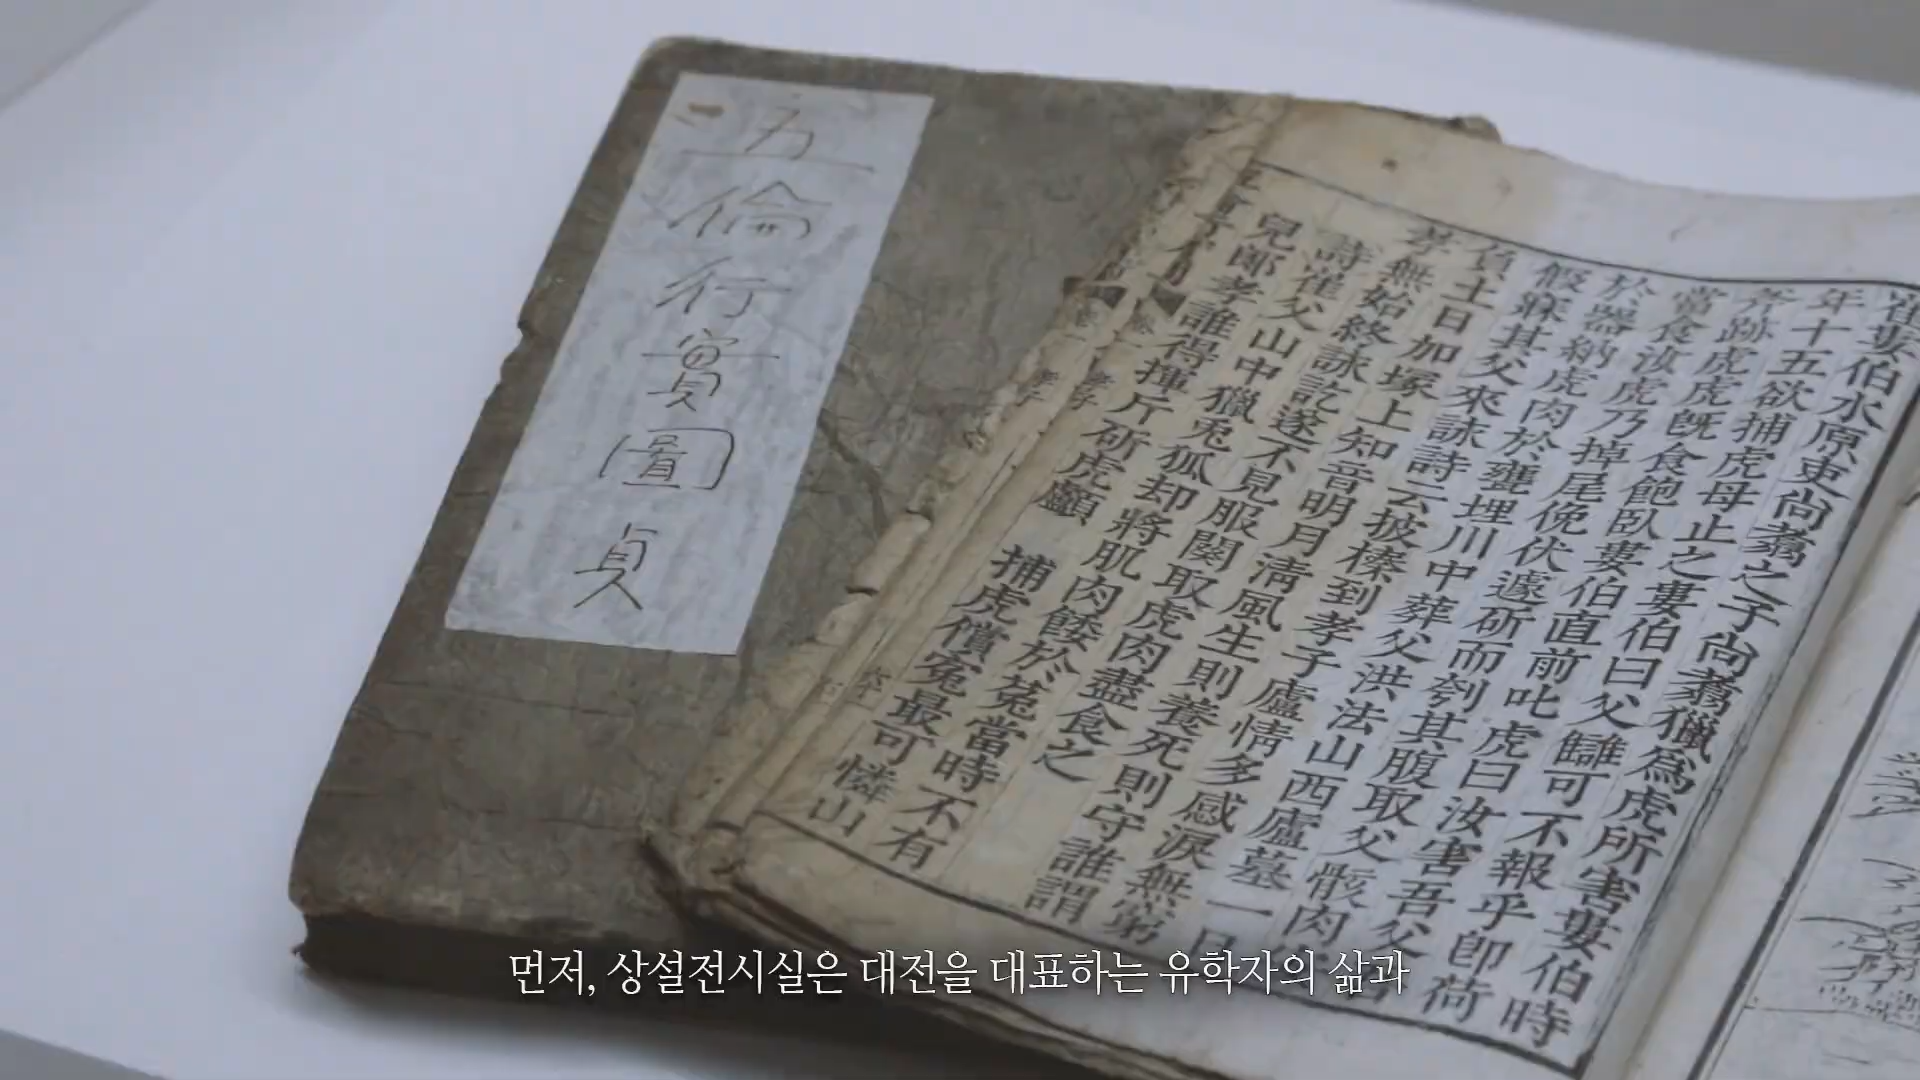 五倫行實圖 貞
崔婁伯水原吏尚翥之子尚翥獵爲虎所害婁伯時
年十五欲捕虎母止之婁伯曰父讎可不報乎卽荷
斧跡虎虎旣食飽臥婁伯直前叱虎曰汝害吾父
當食汝虎乃掉尾俛伏遽斫而刳其腹取父骸肉
於器納虎肉於甕埋川中葬父洪法山西廬墓一日
假寐其父來詠詩云披榛到孝子廬情多感淚無窮
負土日加塚上知音明月淸風生則養死則守誰謂
孝無始終詠訖遂不見服闋取虎肉盡食之
詩崔父山中獵兎狐却將肌肉餧於菟當時不有
兒郎孝誰得揮斤斫虎顱 捕虎償寃最可憐山
孝子
먼저, 상설전시실은 대전을 대표하는 유학자의 삶과